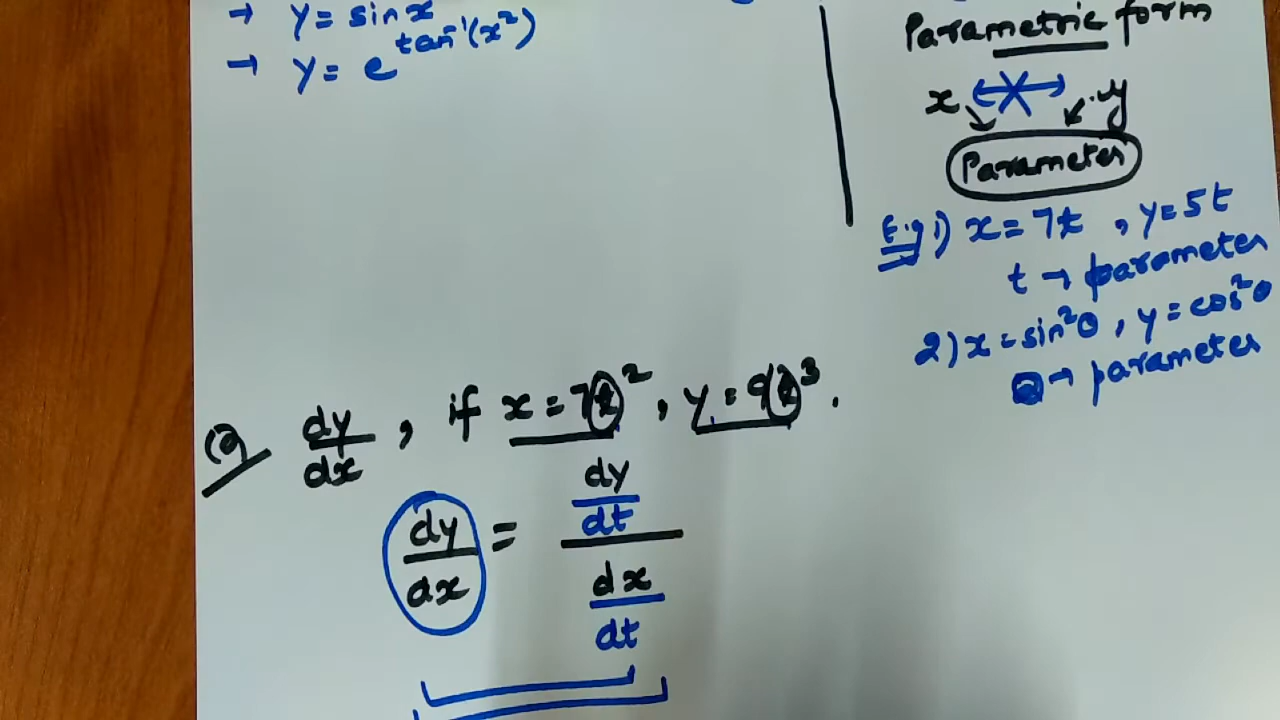 → y = sinx
→ y = e^tan⁻¹(x²)
Parametric form
x y
Parameter
E.g 1) x = 7t , y = 5t
t → parameter
2) x = sin²θ , y = cos²θ
θ → parameter
Q dy/dx , if x = 7t² , y = 9t³ .
dy/dx = dy/dt / dx/dt